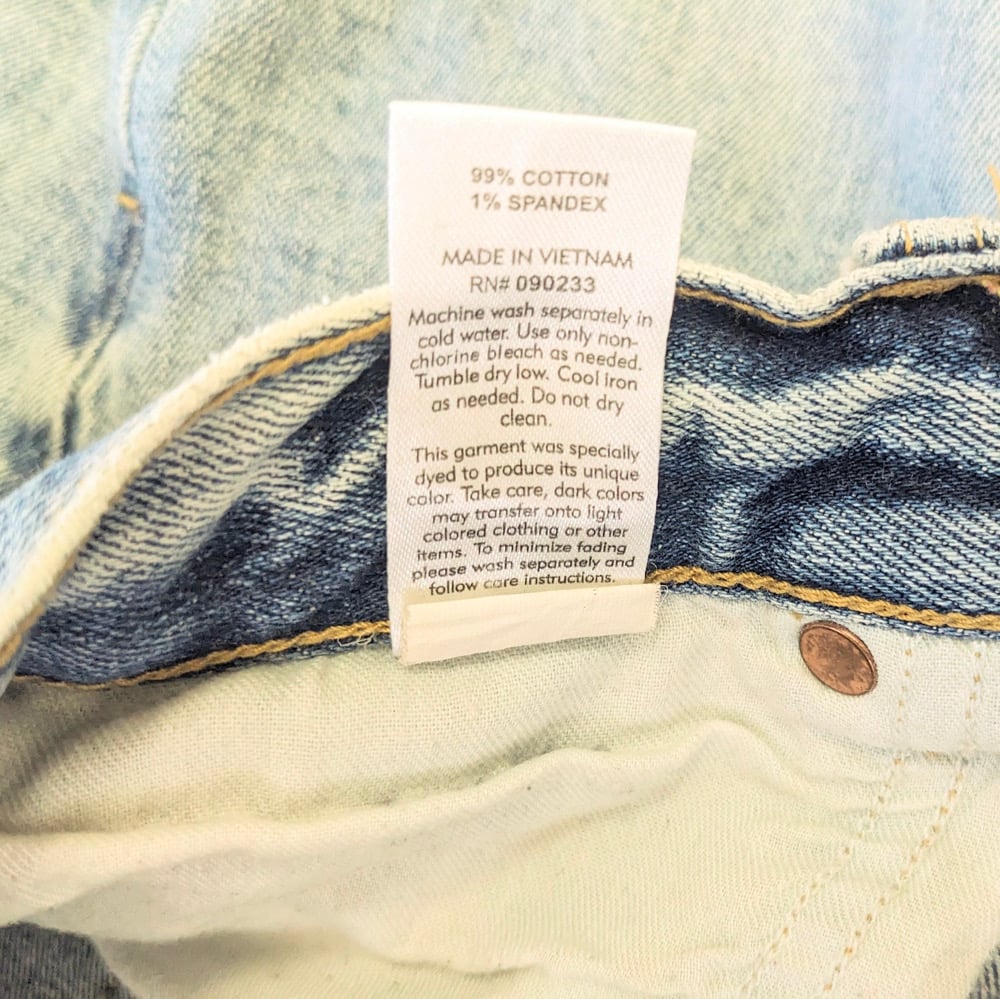 99% COTTON
1% SPANDEX
MADE IN VIETNAM
RN# 090233
Machine wash separately in
cold water. Use only non-
chlorine bleach as needed.
Tumble dry low. Cool iron
as needed. Do not dry
clean.
This garment was specially
dyed to produce its unique
color. Take care, dark colors
may transfer onto light
colored clothing or other
items. To minimize fading
please wash separately and
follow care instructions.